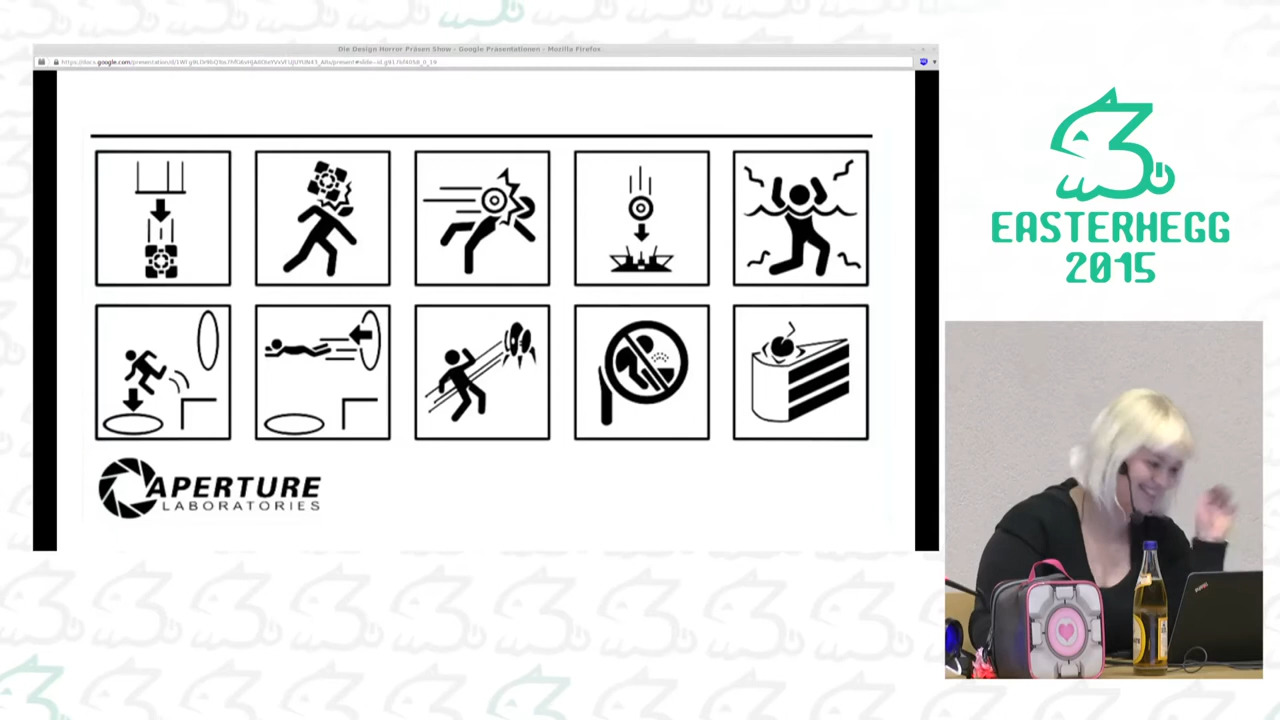 Die Design Horror Präsen Show - Google Präsentationen - Mozilla Firefox
EASTERHEGG
2015
APERTURE
LABORATORIES